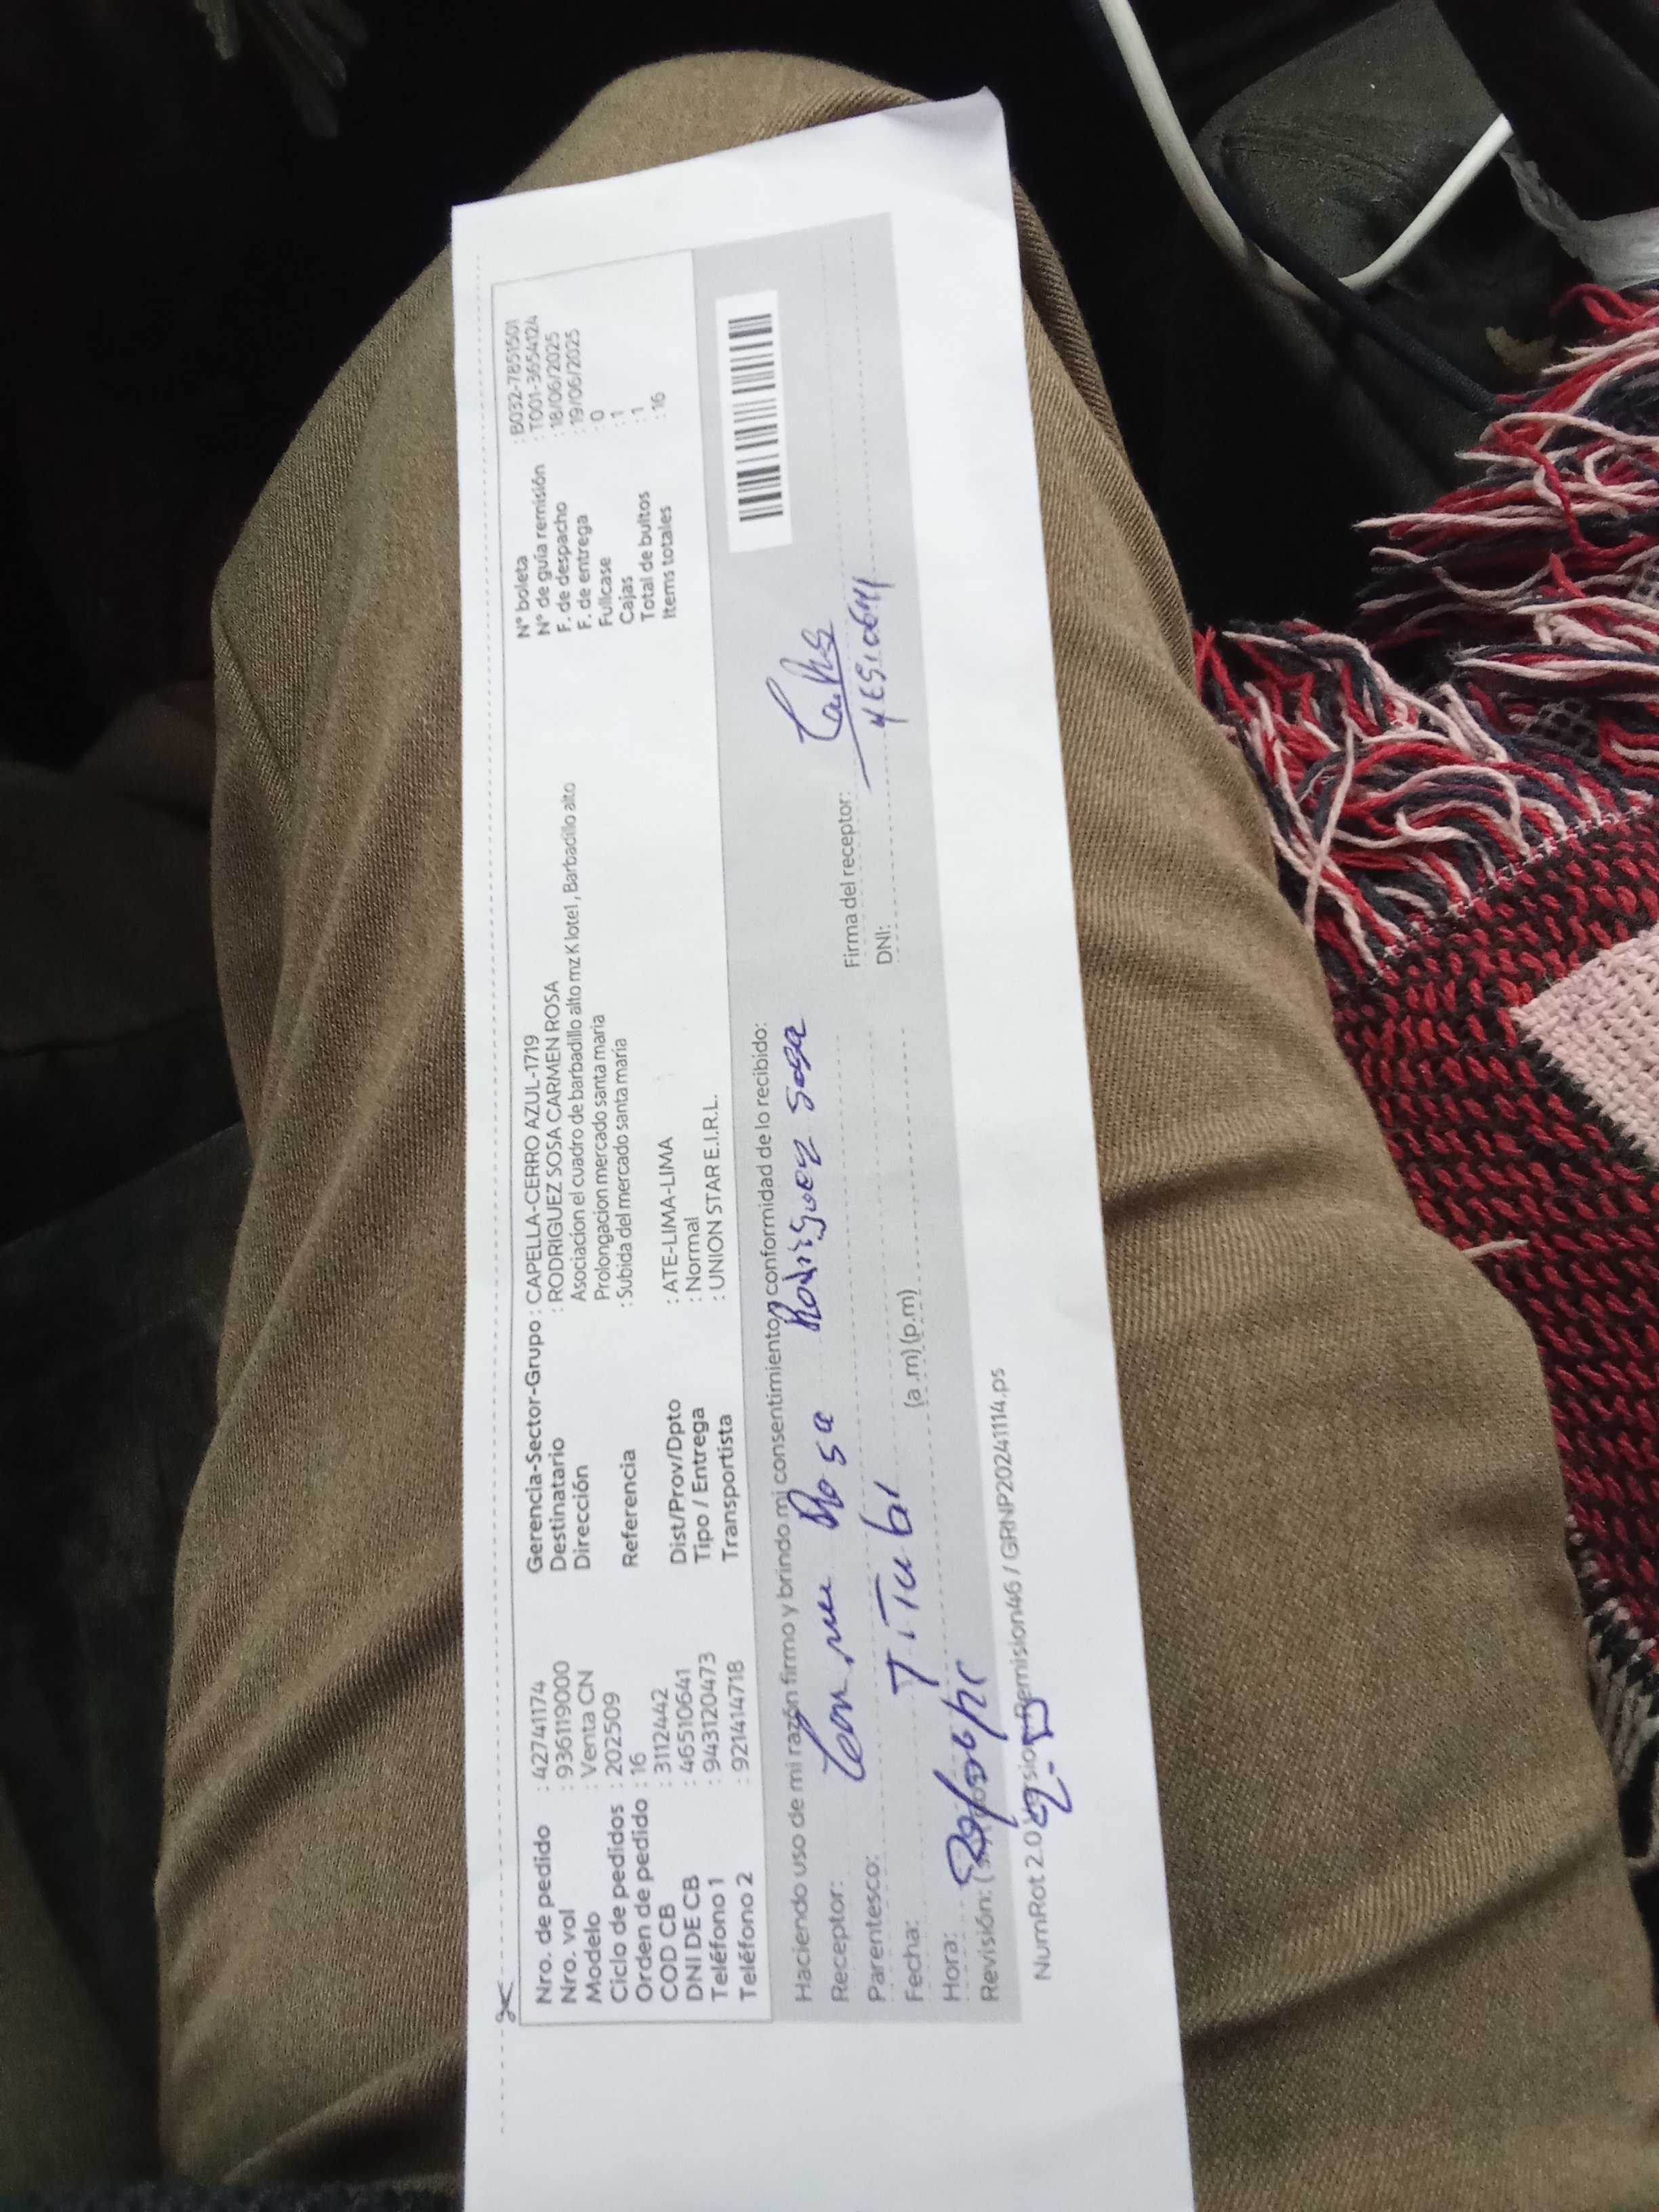 Nro. de pedido : 42741174
Nro. vol : 936119000
Modelo : Venta CN
Ciclo de pedidos : 202509
Orden de pedido : 16
COD CB : 3112442
DNI DE CB : 46510641
Teléfono 1 : 943120473
Teléfono 2 : 921414718
Gerencia-Sector-Grupo : CAPELLA-CERRO AZUL-1719
Destinatario : RODRIGUEZ SOSA CARMEN ROSA
Dirección Asociacion el cuadro de barbadillo alto mz K lote1, Barbadillo alto
Prolongacion mercado santa maria
Referencia : Subida del mercado santa maria
Dist/Prov/Dpto : ATE-LIMA-LIMA
Tipo / Entrega : Normal
Transportista : UNION STAR E.I.R.L.
N° boleta : B032-7851501
N° de guía remisión : T001-3654124
F. de despacho : 18/06/2025
F. de entrega : 19/06/2025
Fullcase : 0
Cajas : 1
Total de bultos : 1
Items totales : 16
Haciendo uso de mi razón firmo y brindo mi consentimiento y conformidad de lo recibido:
Receptor: Carmen Rosa Rodriguez Sosa
Parentesco: Titular
Fecha:
Hora: (a.m) (p.m)
Revisión: (
Firma del receptor:
DNI: 46510641
NumRot 2.0 Remision46 / GRNP20241114.ps